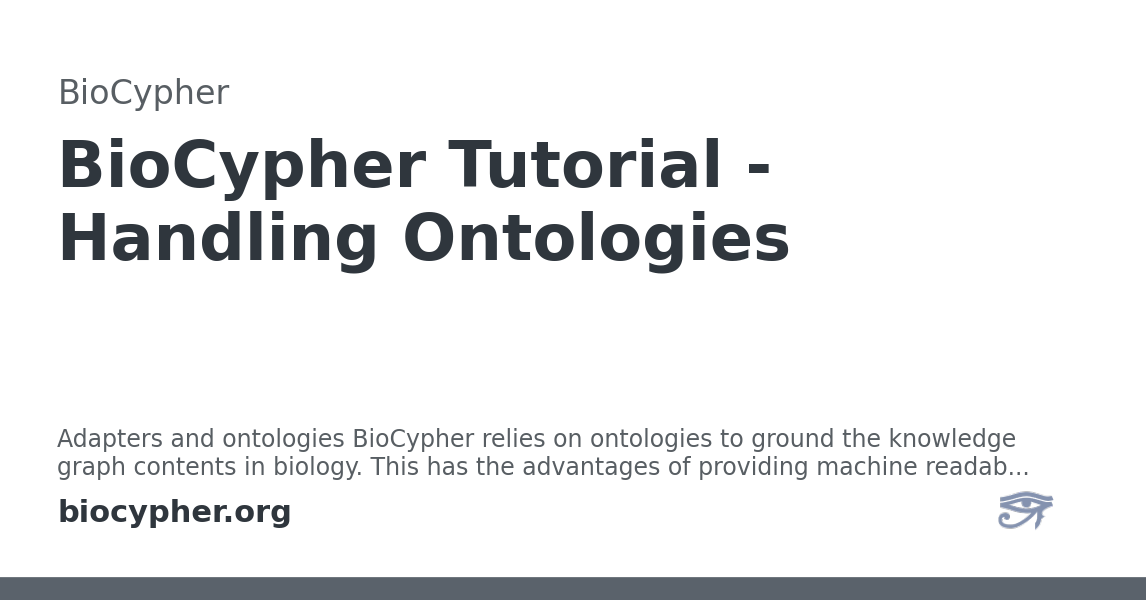 BioCypher
BioCypher Tutorial -
Handling Ontologies
Adapters and ontologies BioCypher relies on ontologies to ground the knowledge
graph contents in biology. This has the advantages of providing machine readab...
biocypher.org